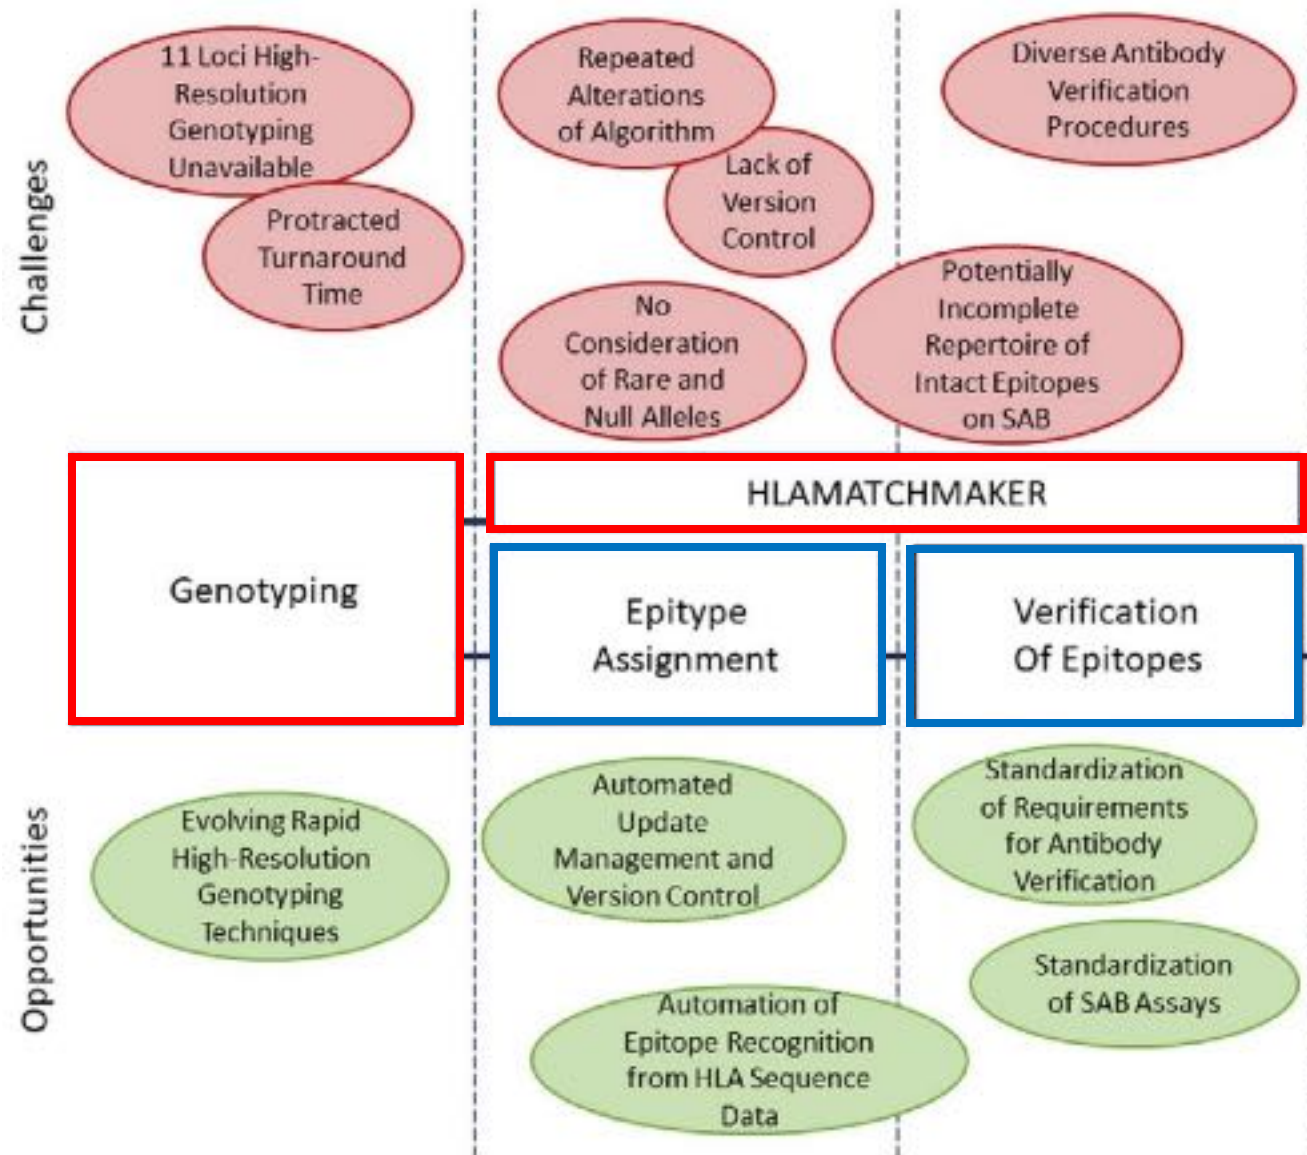 Challenges
11 Loci High-
Resolution
Genotyping
Unavailable
Protracted
Turnaround
Time
Repeated
Alterations
of Algorithm
Lack of
Version
Control
No
Consideration
of Rare and
Null Alleles
Diverse Antibody
Verification
Procedures
Potentially
Incomplete
Repertoire of
Intact Epitopes
on SAB
Genotyping
HLAMATCHMAKER
Epitype
Assignment
Verification
Of Epitopes
Opportunities
Evolving Rapid
High-Resolution
Genotyping
Techniques
Automated
Update
Management and
Version Control
Automation of
Epitope Recognition
from HLA Sequence
Data
Standardization
of Requirements
for Antibody
Verification
Standardization
of SAB Assays